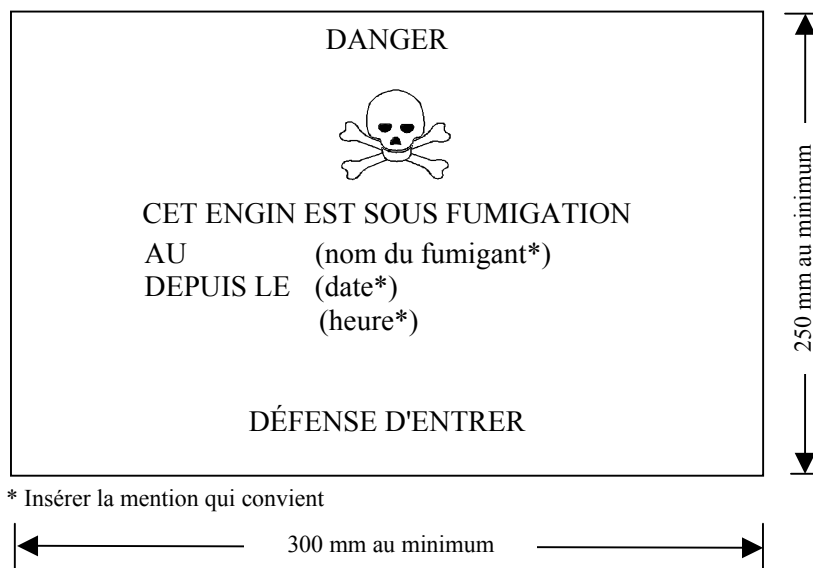 DANGER
CET ENGIN EST SOUS FUMIGATION
AU (nom du fumigant*)
DEPUIS LE (date*)
(heure*)
DÉFENSE D'ENTRER
250 mm au minimum
* Insérer la mention qui convient
300 mm au minimum